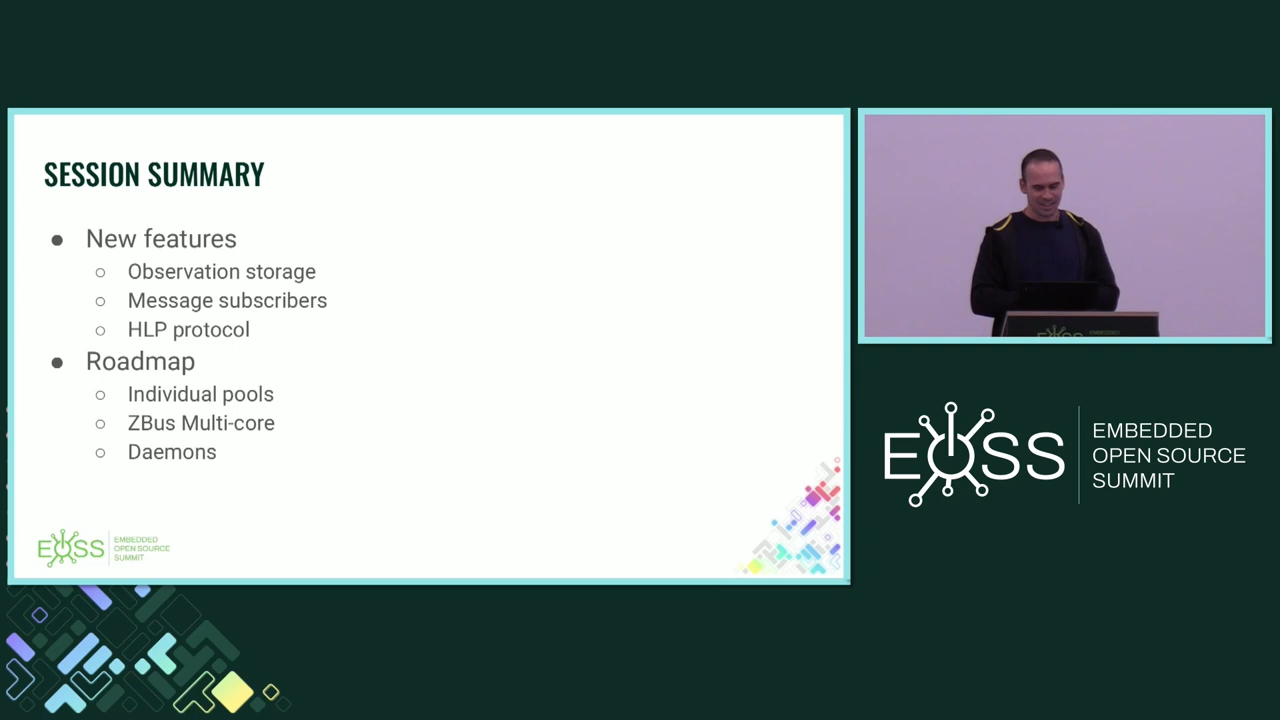 SESSION SUMMARY
● New features
○ Observation storage
○ Message subscribers
○ HLP protocol
● Roadmap
○ Individual pools
○ ZBus Multi-core
○ Daemons
EOSS
EMBEDDED
OPEN SOURCE
SUMMIT
EOSS
EMBEDDED
OPEN SOURCE
SUMMIT